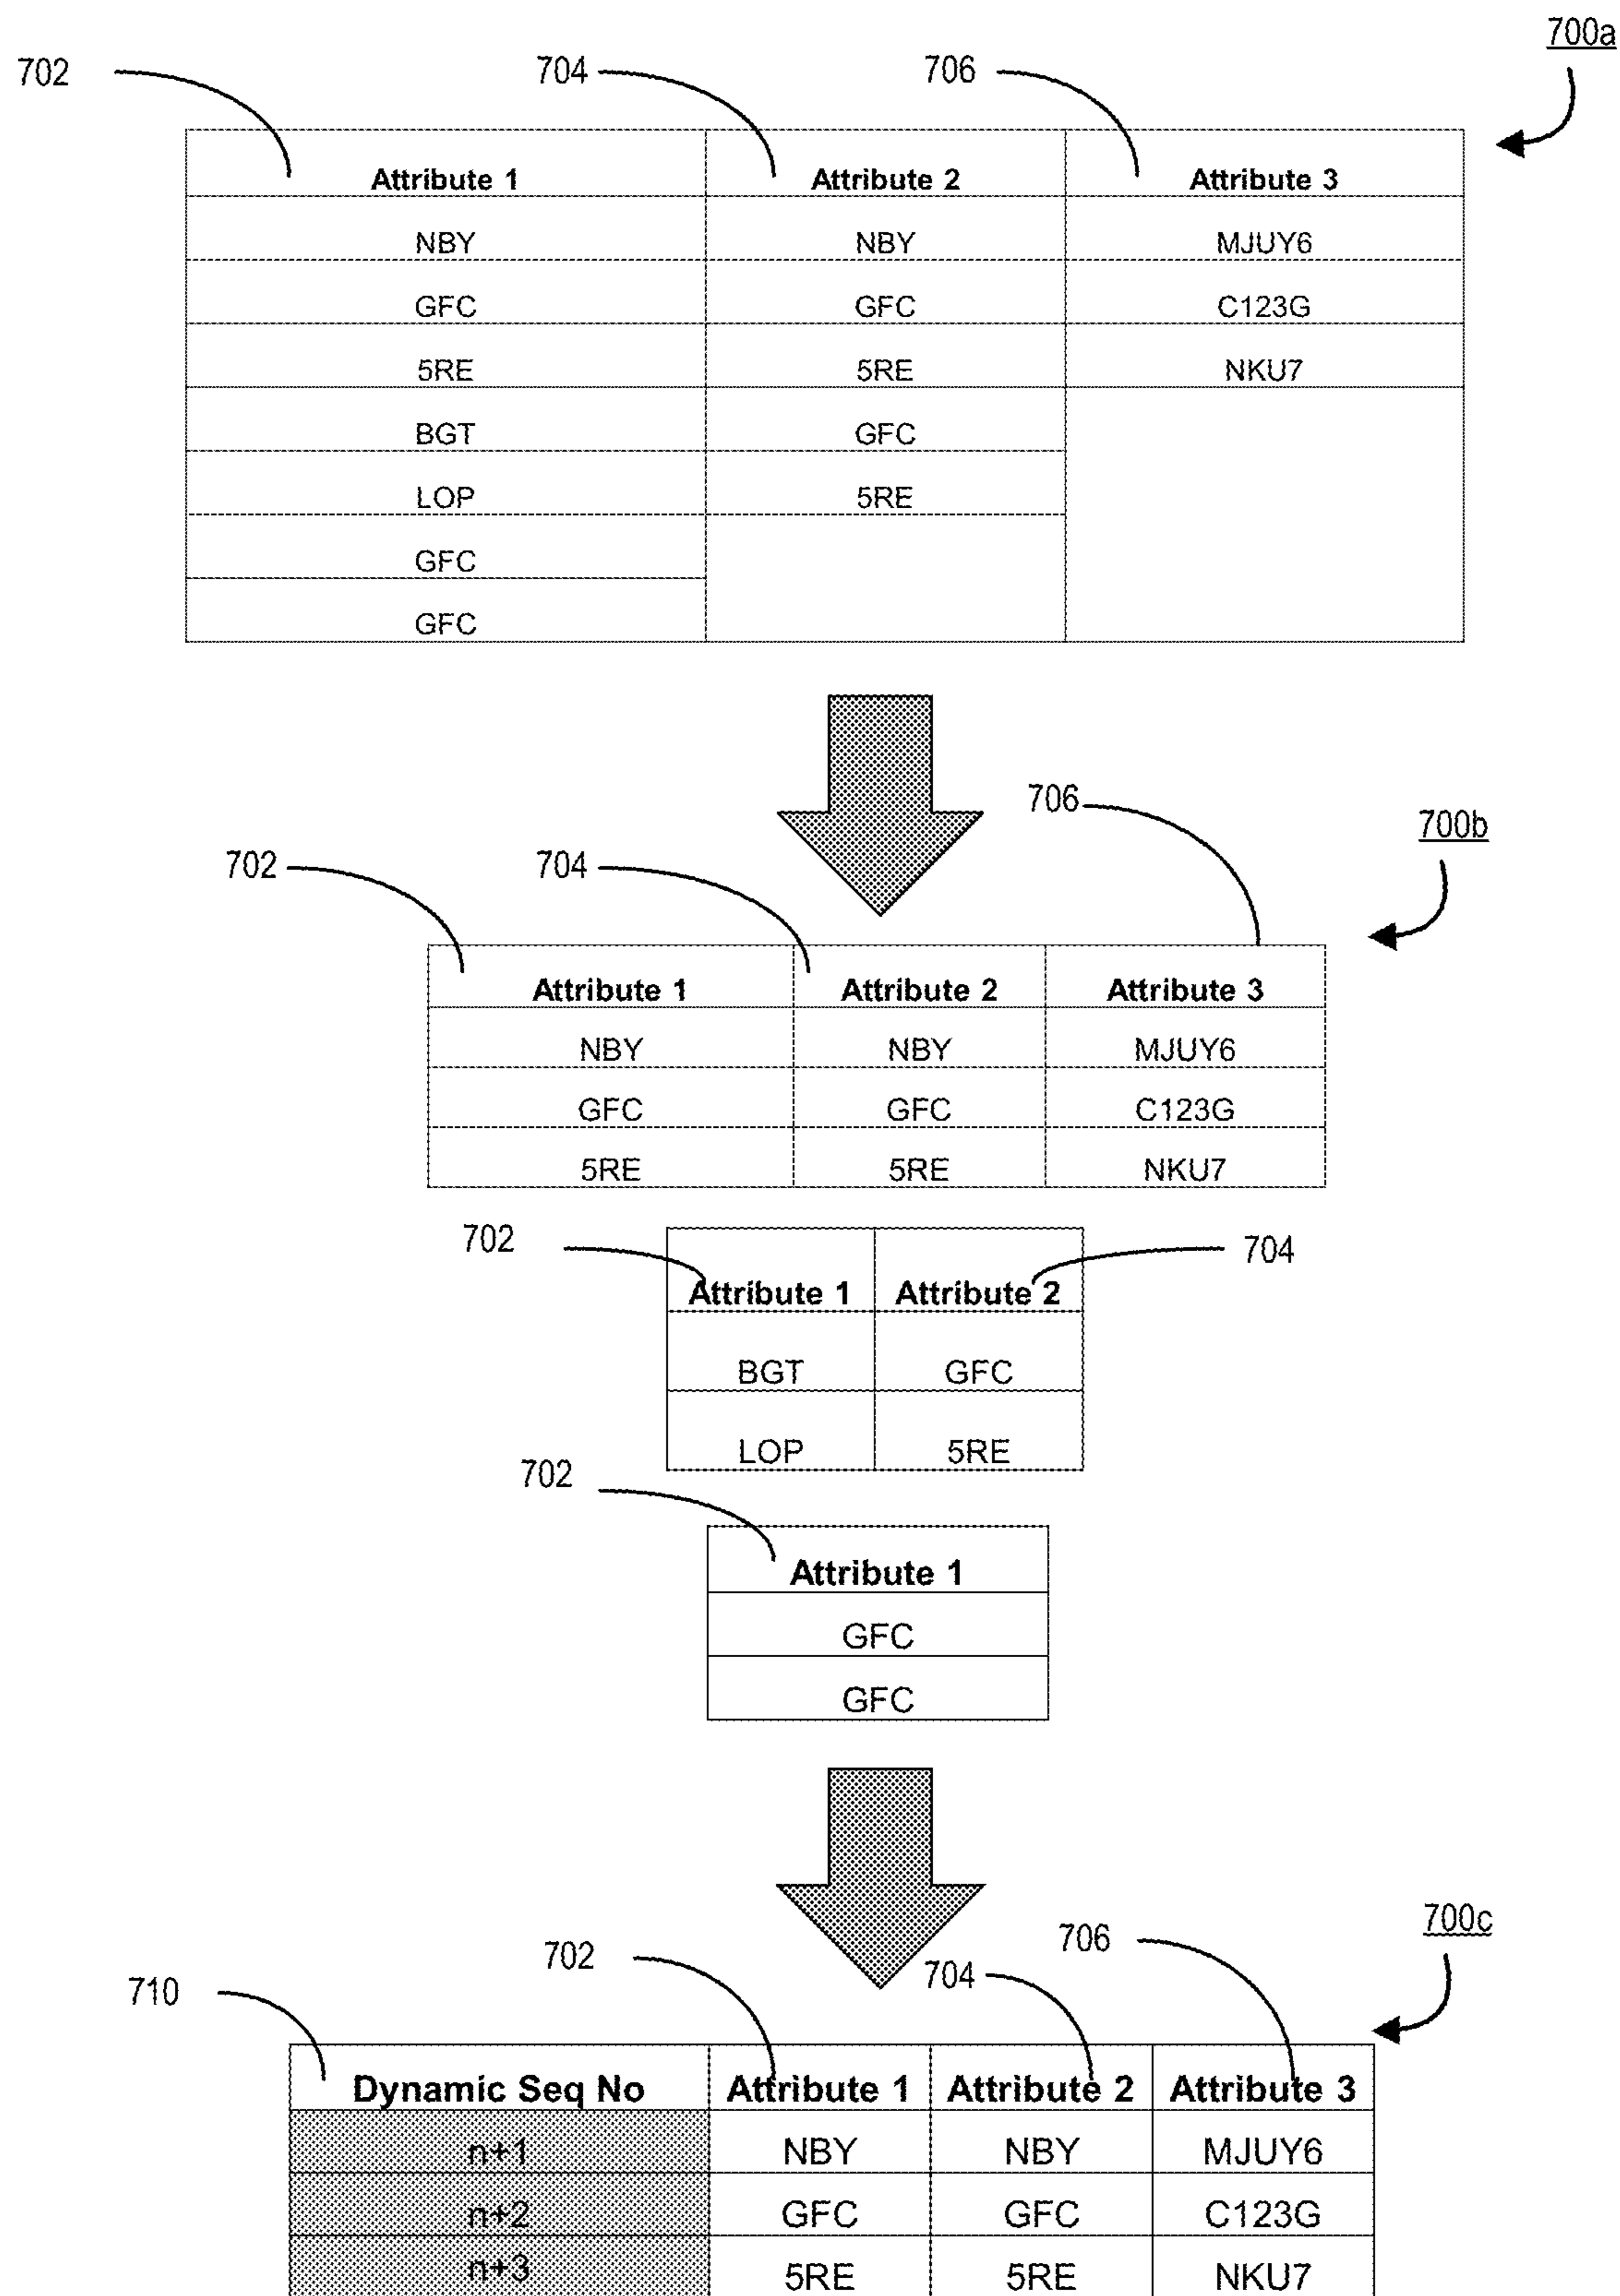 700a
702 704 706
Attribute 1 Attribute 2 Attribute 3
NBY NBY MJUY6
GFC GFC C123G
5RE 5RE NKU7
BGT GFC
LOP 5RE
GFC
GFC
706
700b
702 704
Attribute 1 Attribute 2 Attribute 3
NBY NBY MJUY6
GFC GFC C123G
5RE 5RE NKU7
702 704
Attribute 1 Attribute 2
BGT GFC
LOP 5RE
702
Attribute 1
GFC
GFC
700c
702 706
710 704
Dynamic Seq No Attribute 1 Attribute 2 Attribute 3
n+1 NBY NBY MJUY6
n+2 GFC GFC C123G
n+3 5RE 5RE NKU7